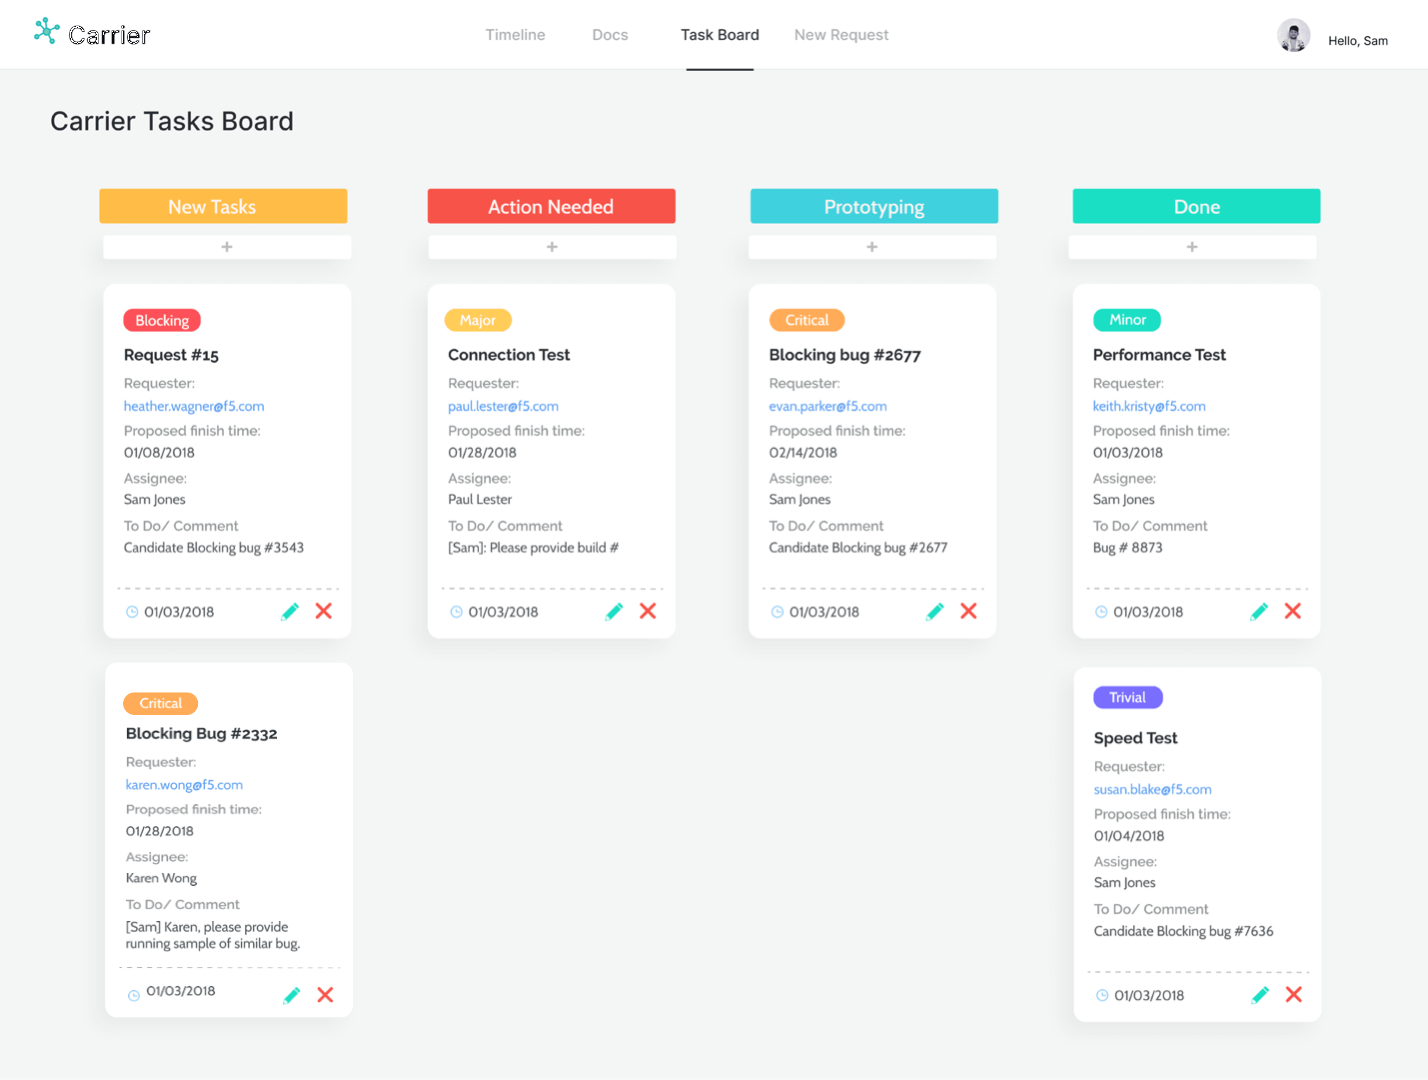 Carrier
Timeline
Docs
Task Board
New Request
Hello, Sam
Carrier Tasks Board
New Tasks
+
Blocking
Request #15
Requester:
heather.wagner@f5.com
Proposed finish time:
01/08/2018
Assignee:
Sam Jones
To Do/ Comment
Candidate Blocking bug #3543
01/03/2018
Critical
Blocking Bug #2332
Requester:
karen.wong@f5.com
Proposed finish time:
01/28/2018
Assignee:
Karen Wong
To Do/ Comment
[Sam] Karen, please provide
running sample of similar bug.
01/03/2018
Action Needed
+
Major
Connection Test
Requester:
paul.lester@f5.com
Proposed finish time:
01/28/2018
Assignee:
Paul Lester
To Do/ Comment
[Sam]: Please provide build #
01/03/2018
Prototyping
+
Critical
Blocking bug #2677
Requester:
evan.parker@f5.com
Proposed finish time:
02/14/2018
Assignee:
Sam Jones
To Do/ Comment
Candidate Blocking bug #2677
01/03/2018
Done
+
Minor
Performance Test
Requester:
keith.kristy@f5.com
Proposed finish time:
01/03/2018
Assignee:
Sam Jones
To Do/ Comment
Bug # 8873
01/03/2018
Trivial
Speed Test
Requester:
susan.blake@f5.com
Proposed finish time:
01/04/2018
Assignee:
Sam Jones
To Do/ Comment
Candidate Blocking bug #7636
01/03/2018